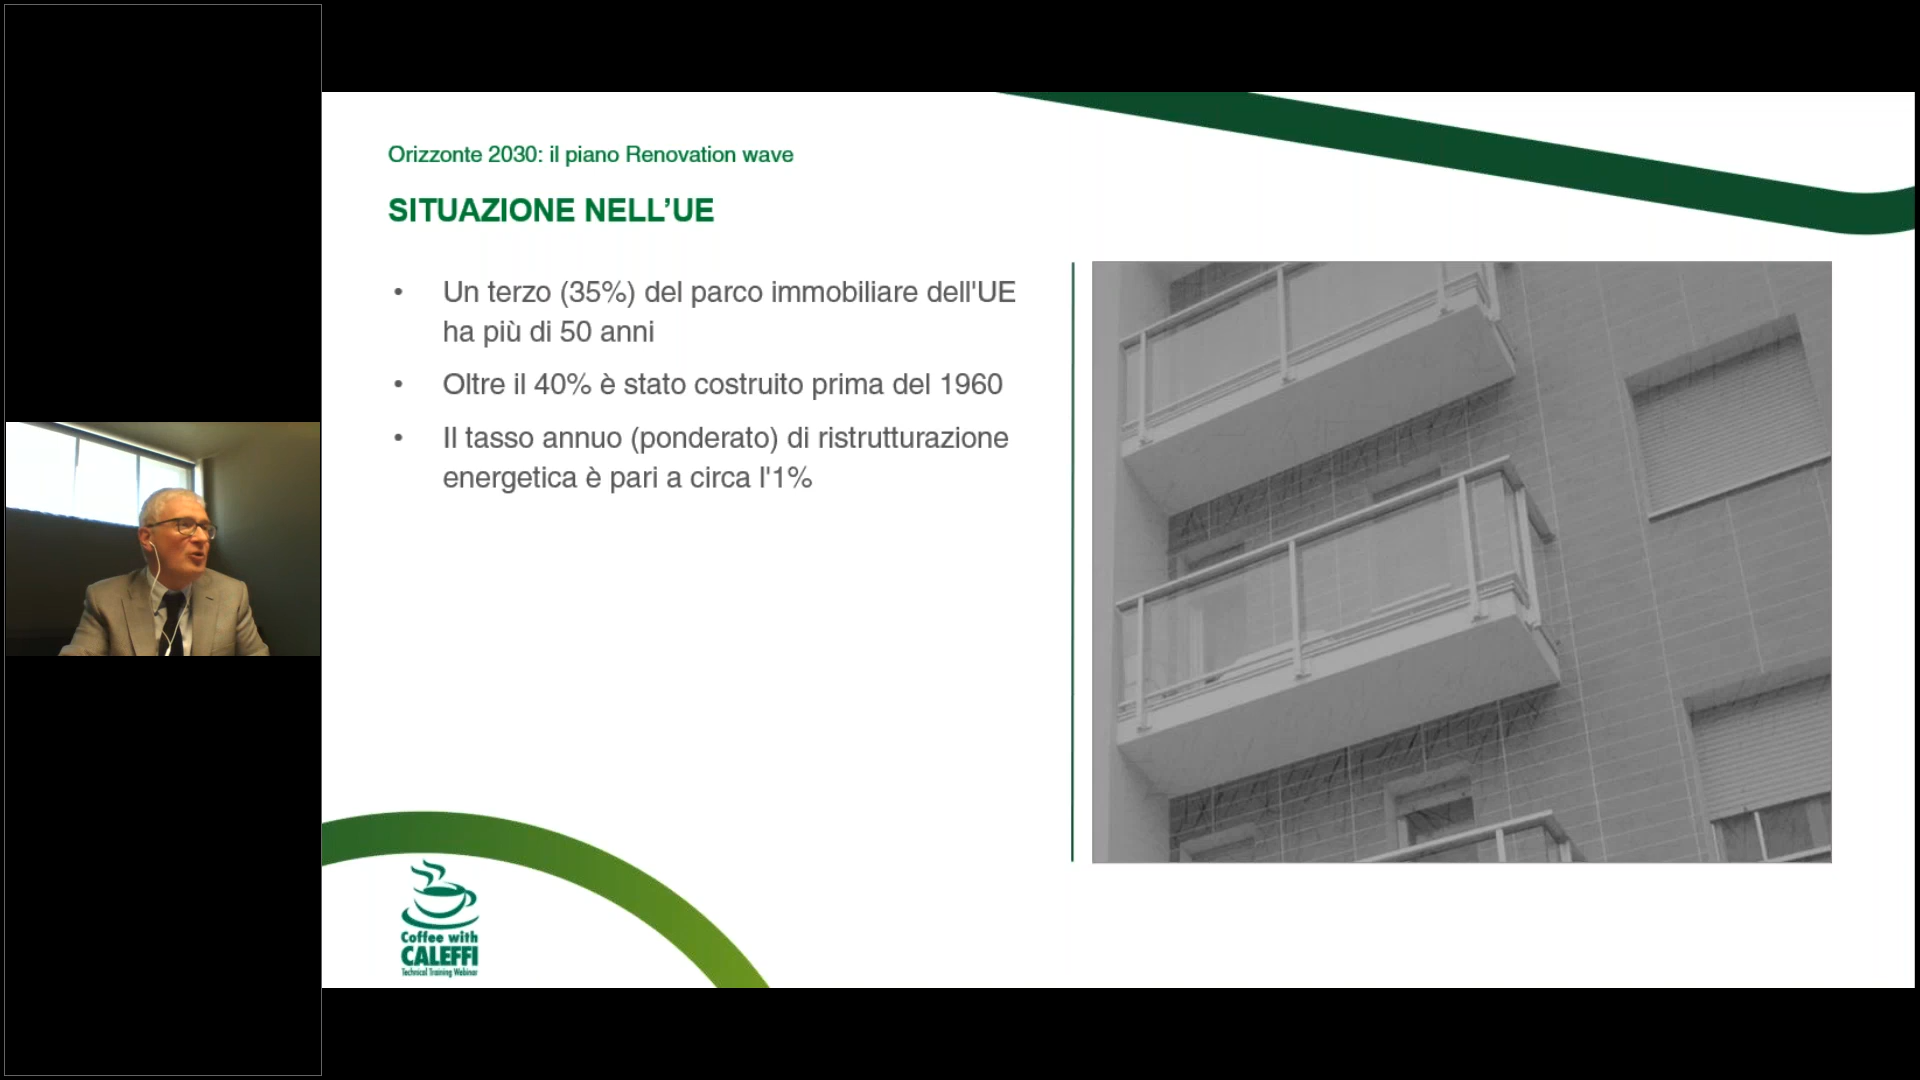 Orizzonte 2030: il piano Renovation wave
SITUAZIONE NELL’UE
• Un terzo (35%) del parco immobiliare dell'UE
ha più di 50 anni
• Oltre il 40% è stato costruito prima del 1960
• Il tasso annuo (ponderato) di ristrutturazione
energetica è pari a circa l'1%
Coffee with
CALEFFI
Technical Training Webinar